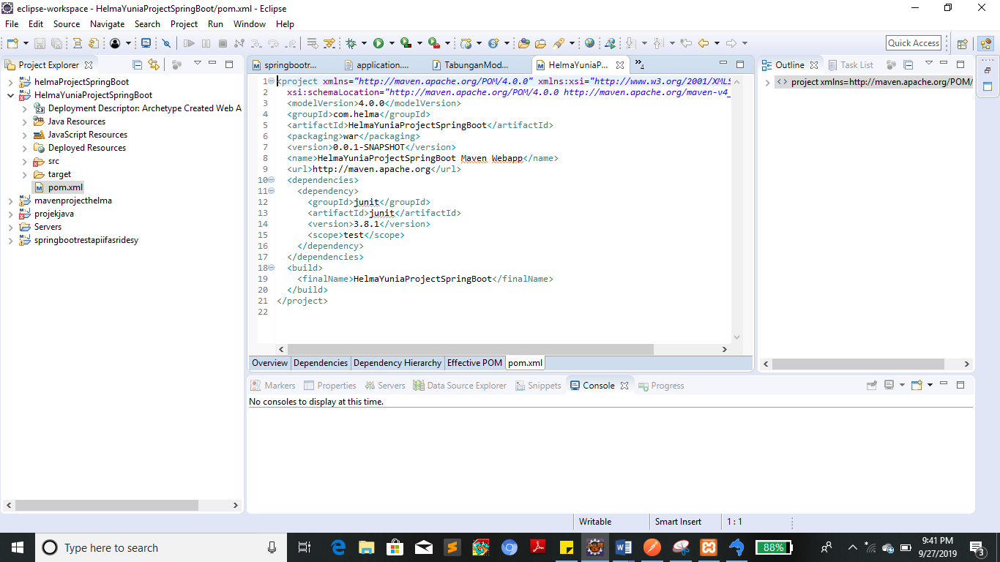 eclipse-workspace - HelmaYuniaProjectSpringBoot/pom.xml - Eclipse
File Edit Source Navigate Search Project Run Window Help
Quick Access
Project Explorer
helmaProjectSpringBoot
HelmaYuniaProjectSpringBoot
Deployment Descriptor: Archetype Created Web A
Java Resources
JavaScript Resources
Deployed Resources
src
target
pom.xml
mavenprojecthelma
projekjava
Servers
springbootrestapiifasridesy
springbootr... application.... TabunganMod... HelmaYuniaP... »4
1 <project xmlns="http://maven.apache.org/POM/4.0.0" xmlns:xsi="http://www.w3.org/2001/XMLS
2 xsi:schemaLocation="http://maven.apache.org/POM/4.0.0 http://maven.apache.org/maven-v4_
3 <modelVersion>4.0.0</modelVersion>
4 <groupId>com.helma</groupId>
5 <artifactId>HelmaYuniaProjectSpringBoot</artifactId>
6 <packaging>war</packaging>
7 <version>0.0.1-SNAPSHOT</version>
8 <name>HelmaYuniaProjectSpringBoot Maven Webapp</name>
9 <url>http://maven.apache.org</url>
10 <dependencies>
11 <dependency>
12 <groupId>junit</groupId>
13 <artifactId>junit</artifactId>
14 <version>3.8.1</version>
15 <scope>test</scope>
16 </dependency>
17 </dependencies>
18 <build>
19 <finalName>HelmaYuniaProjectSpringBoot</finalName>
20 </build>
21 </project>
22
Overview Dependencies Dependency Hierarchy Effective POM pom.xml
Outline Task List
project xmlns=http://maven.apache.org/POM/
Markers Properties Servers Data Source Explorer Snippets Console Progress
No consoles to display at this time.
Writable Smart Insert 1 : 1
Type here to search
88%
9:41 PM
9/27/2019
3